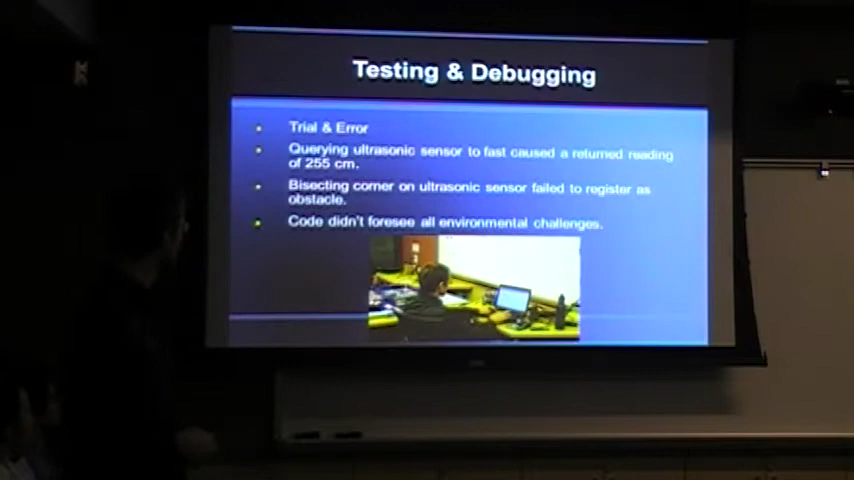 Testing & Debugging
Trial & Error
Querying ultrasonic sensor to fast caused a returned reading
of 255 cm.
Bisecting corner on ultrasonic sensor failed to register as
obstacle.
Code didn't foresee all environmental challenges.